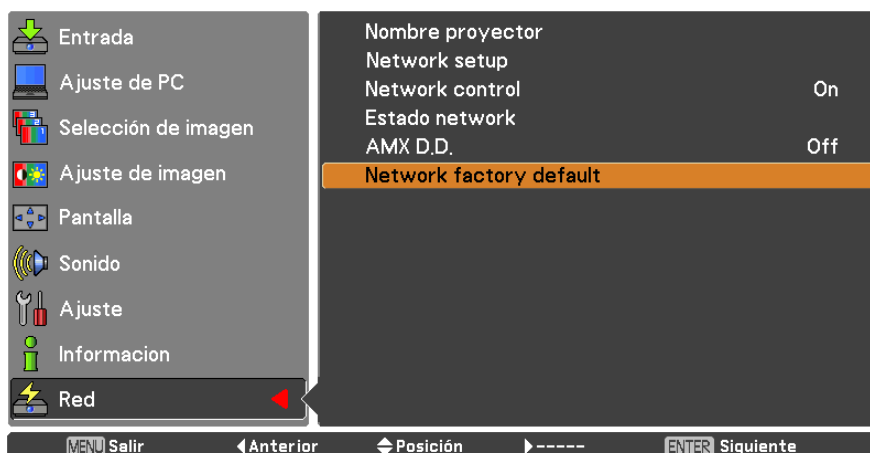 Entrada
Ajuste de PC
Selección de imagen
Ajuste de imagen
Pantalla
Sonido
Ajuste
Informacion
Red
Nombre proyector
Network setup
Network control On
Estado network
AMX D.D. Off
Network factory default
MENU Salir Anterior Posición ----- ENTER Siguiente